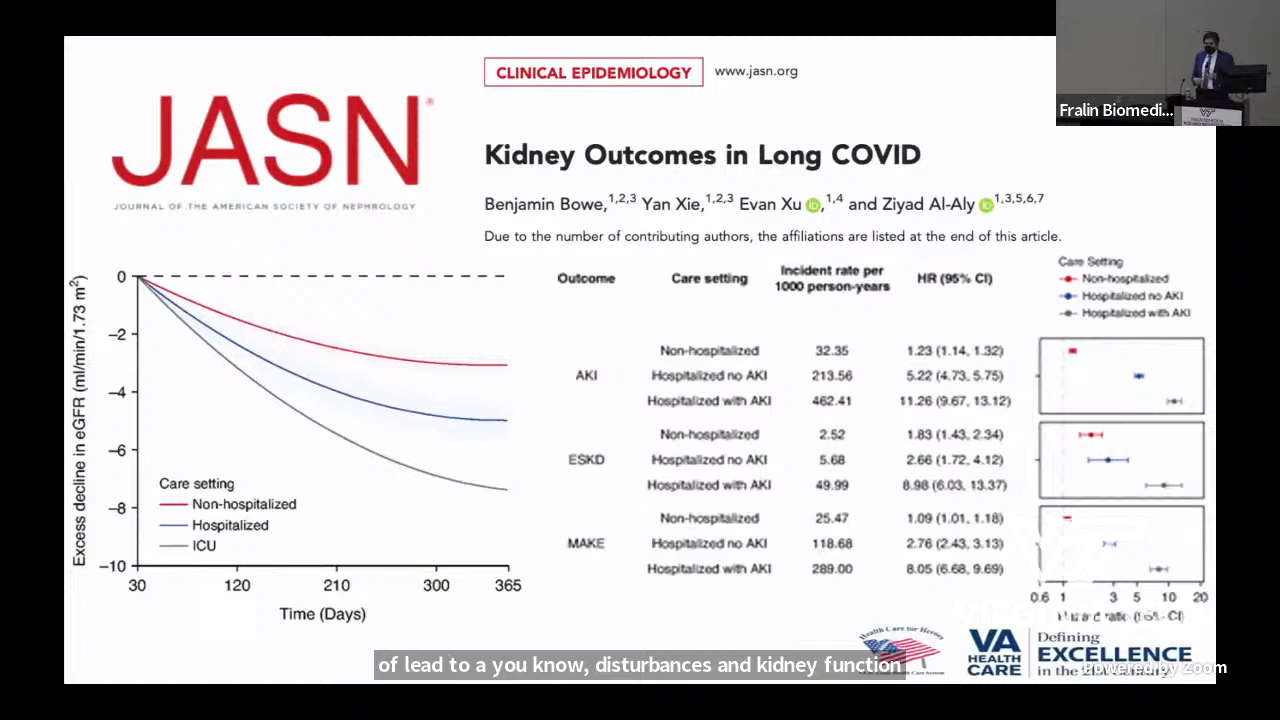 Fralin Biomedi...
CLINICAL EPIDEMIOLOGY www.jasn.org
JASN®
JOURNAL OF THE AMERICAN SOCIETY OF NEPHROLOGY
Kidney Outcomes in Long COVID
Benjamin Bowe,1,2,3 Yan Xie,1,2,3 Evan Xu iD,1,4 and Ziyad Al-Aly iD1,3,5,6,7
Due to the number of contributing authors, the affiliations are listed at the end of this article.
Excess decline in eGFR (ml/min/1.73 m2)
0
–2
–4
–6
–8
–10
Care setting
Non-hospitalized
Hospitalized
ICU
30 120 210 300 365
Time (Days)
Outcome Care setting Incident rate per 1000 person-years HR (95% CI)
AKI
Non-hospitalized 32.35 1.23 (1.14, 1.32)
Hospitalized no AKI 213.56 5.22 (4.73, 5.75)
Hospitalized with AKI 462.41 11.26 (9.67, 13.12)
ESKD
Non-hospitalized 2.52 1.83 (1.43, 2.34)
Hospitalized no AKI 5.68 2.66 (1.72, 4.12)
Hospitalized with AKI 49.99 8.98 (6.03, 13.37)
MAKE
Non-hospitalized 25.47 1.09 (1.01, 1.18)
Hospitalized no AKI 118.68 2.76 (2.43, 3.13)
Hospitalized with AKI 289.00 8.05 (6.68, 9.69)
Care Setting
Non-hospitalized
Hospitalized no AKI
Hospitalized with AKI
0.6 1 3 5 10 20
Health Care for Heroes
VA
HEALTH
CARE
Defining
EXCELLENCE
in the 21st Century
Powered by Zoom
of lead to a you know, disturbances and kidney function